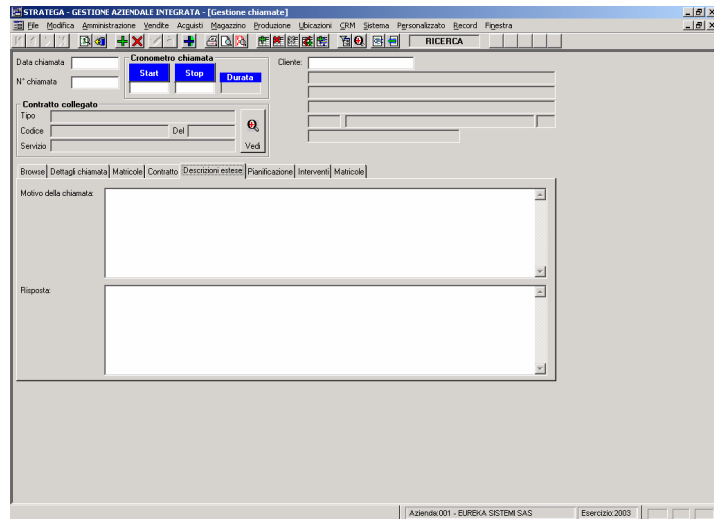 STRATEGA - GESTIONE AZIENDALE INTEGRATA - [Gestione chiamate]
File Modifica Amministrazione Vendite Acquisti Magazzino Produzione Ubicazioni CRM Sistema Personalizzato Record Finestra
RICERCA
Data chiamata
N° chiamata
Cronometro chiamata
Start Stop Durata
Cliente:
Contratto collegato
Tipo
Codice Del
Servizio
Vedi
Browse Dettagli chiamata Matricole Contratto Descrizioni estese Pianificazione Interventi Matricole
Motivo della chiamata:
Risposta:
Azienda:001 - EUREKA SISTEMI SAS Esercizio:2003